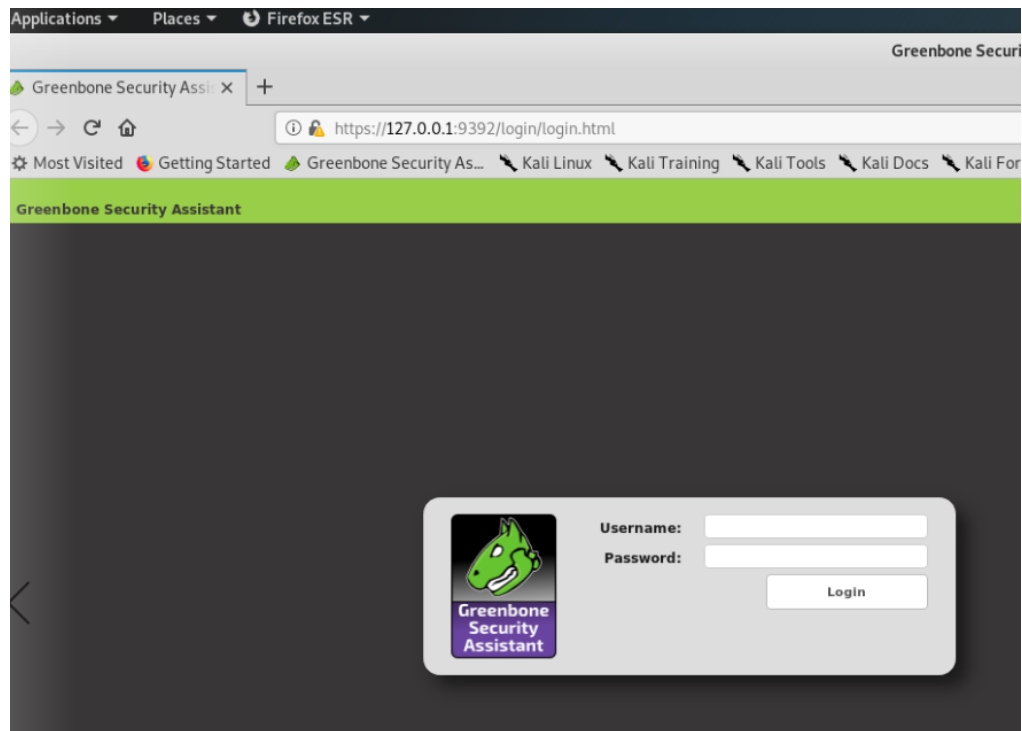 Applications Places Firefox ESR
Greenbone Securi
Greenbone Security Assi
https://127.0.0.1:9392/login/login.html
Most Visited Getting Started Greenbone Security As... Kali Linux Kali Training Kali Tools Kali Docs Kali For
Greenbone Security Assistant
Username:
Password:
Login
Greenbone
Security
Assistant